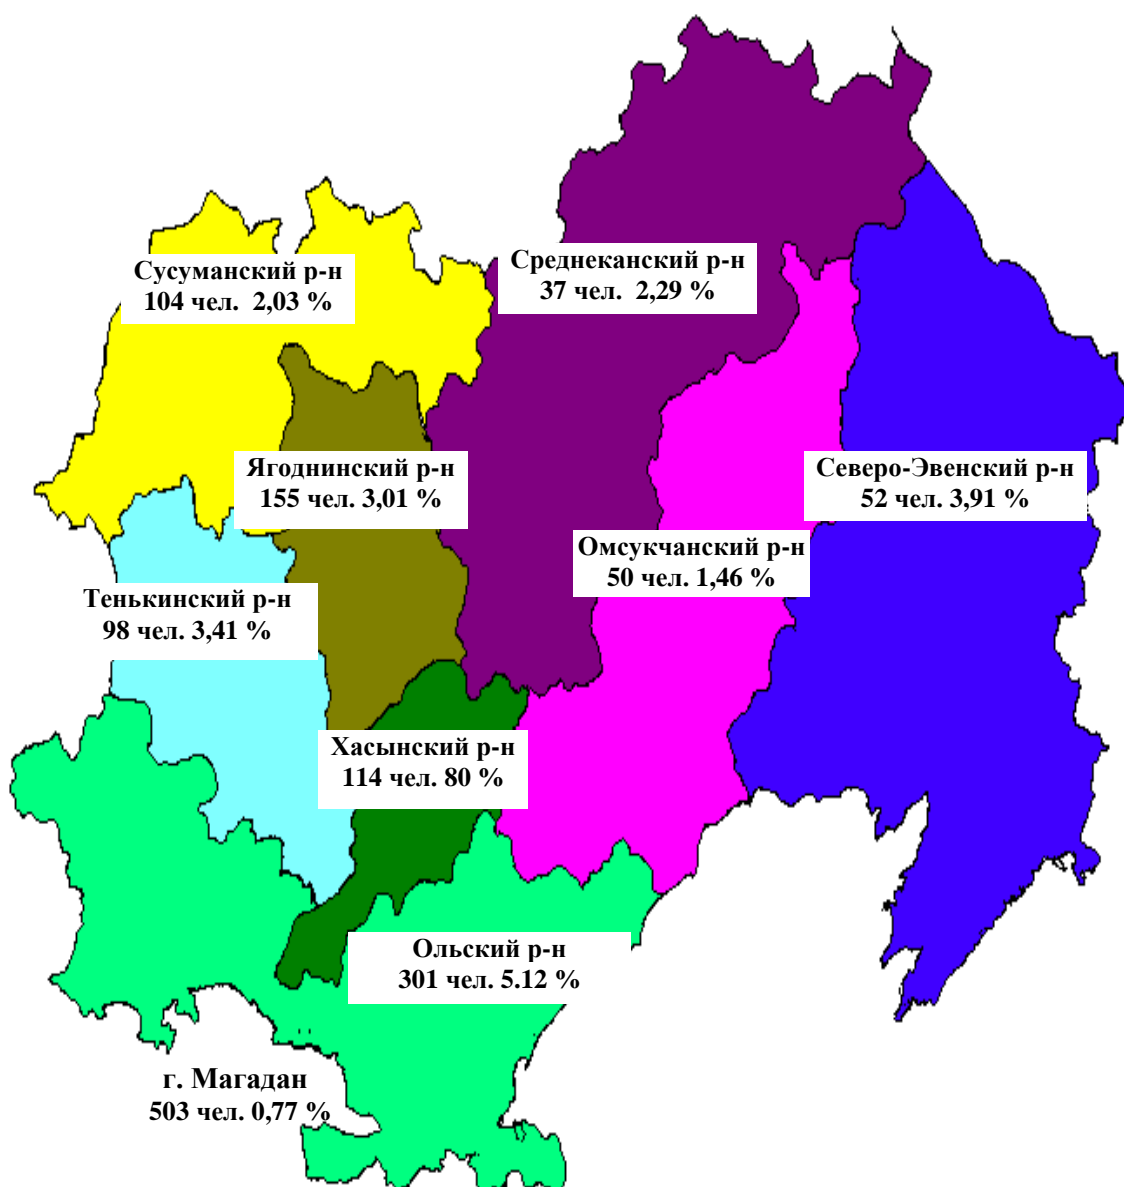 Сусуманский р-н
104 чел. 2,03 %
Среднеканский р-н
37 чел. 2,29 %
Ягоднинский р-н
155 чел. 3,01 %
Северо-Эвенский р-н
52 чел. 3,91 %
Омсукчанский р-н
50 чел. 1,46 %
Тенькинский р-н
98 чел. 3,41 %
Хасынский р-н
114 чел. 80 %
Ольский р-н
301 чел. 5.12 %
г. Магадан
503 чел. 0,77 %